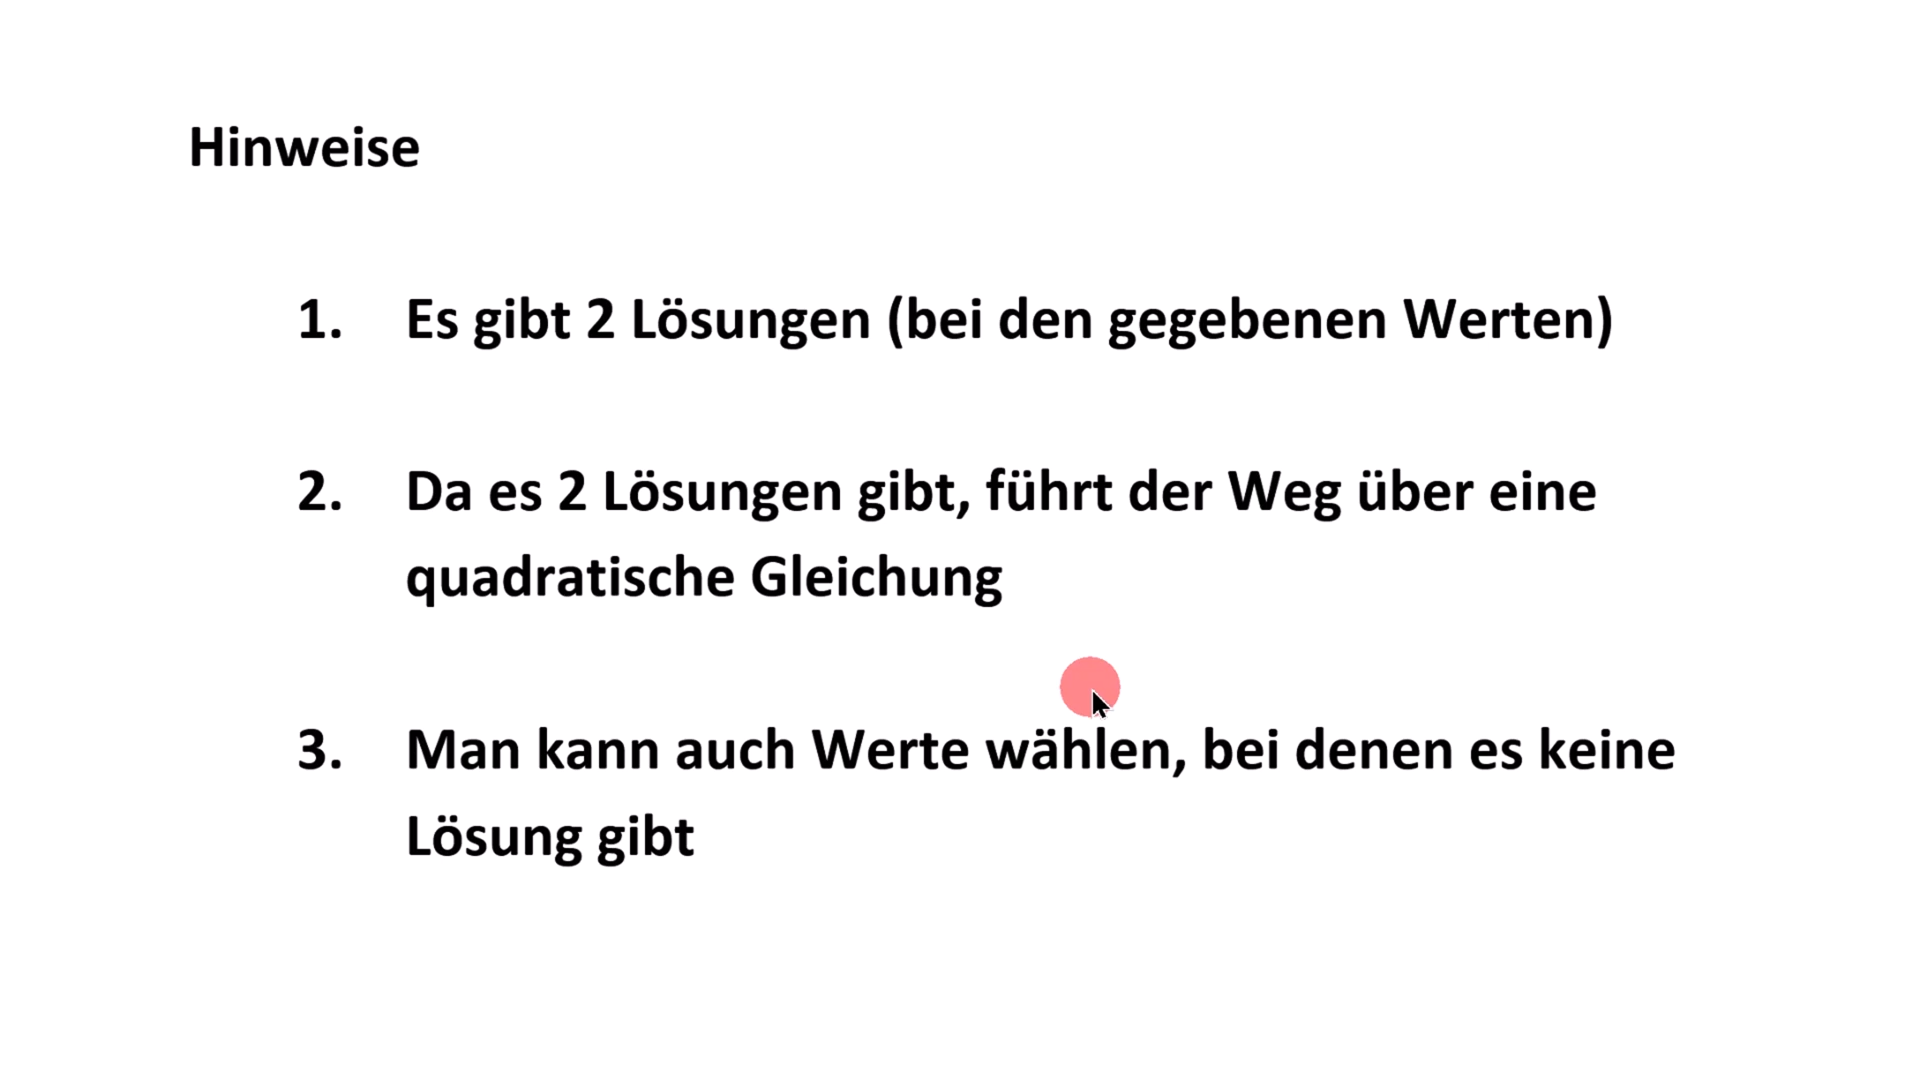 Hinweise
1. Es gibt 2 Lösungen (bei den gegebenen Werten)
2. Da es 2 Lösungen gibt, führt der Weg über eine
quadratische Gleichung
3. Man kann auch Werte wählen, bei denen es keine
Lösung gibt